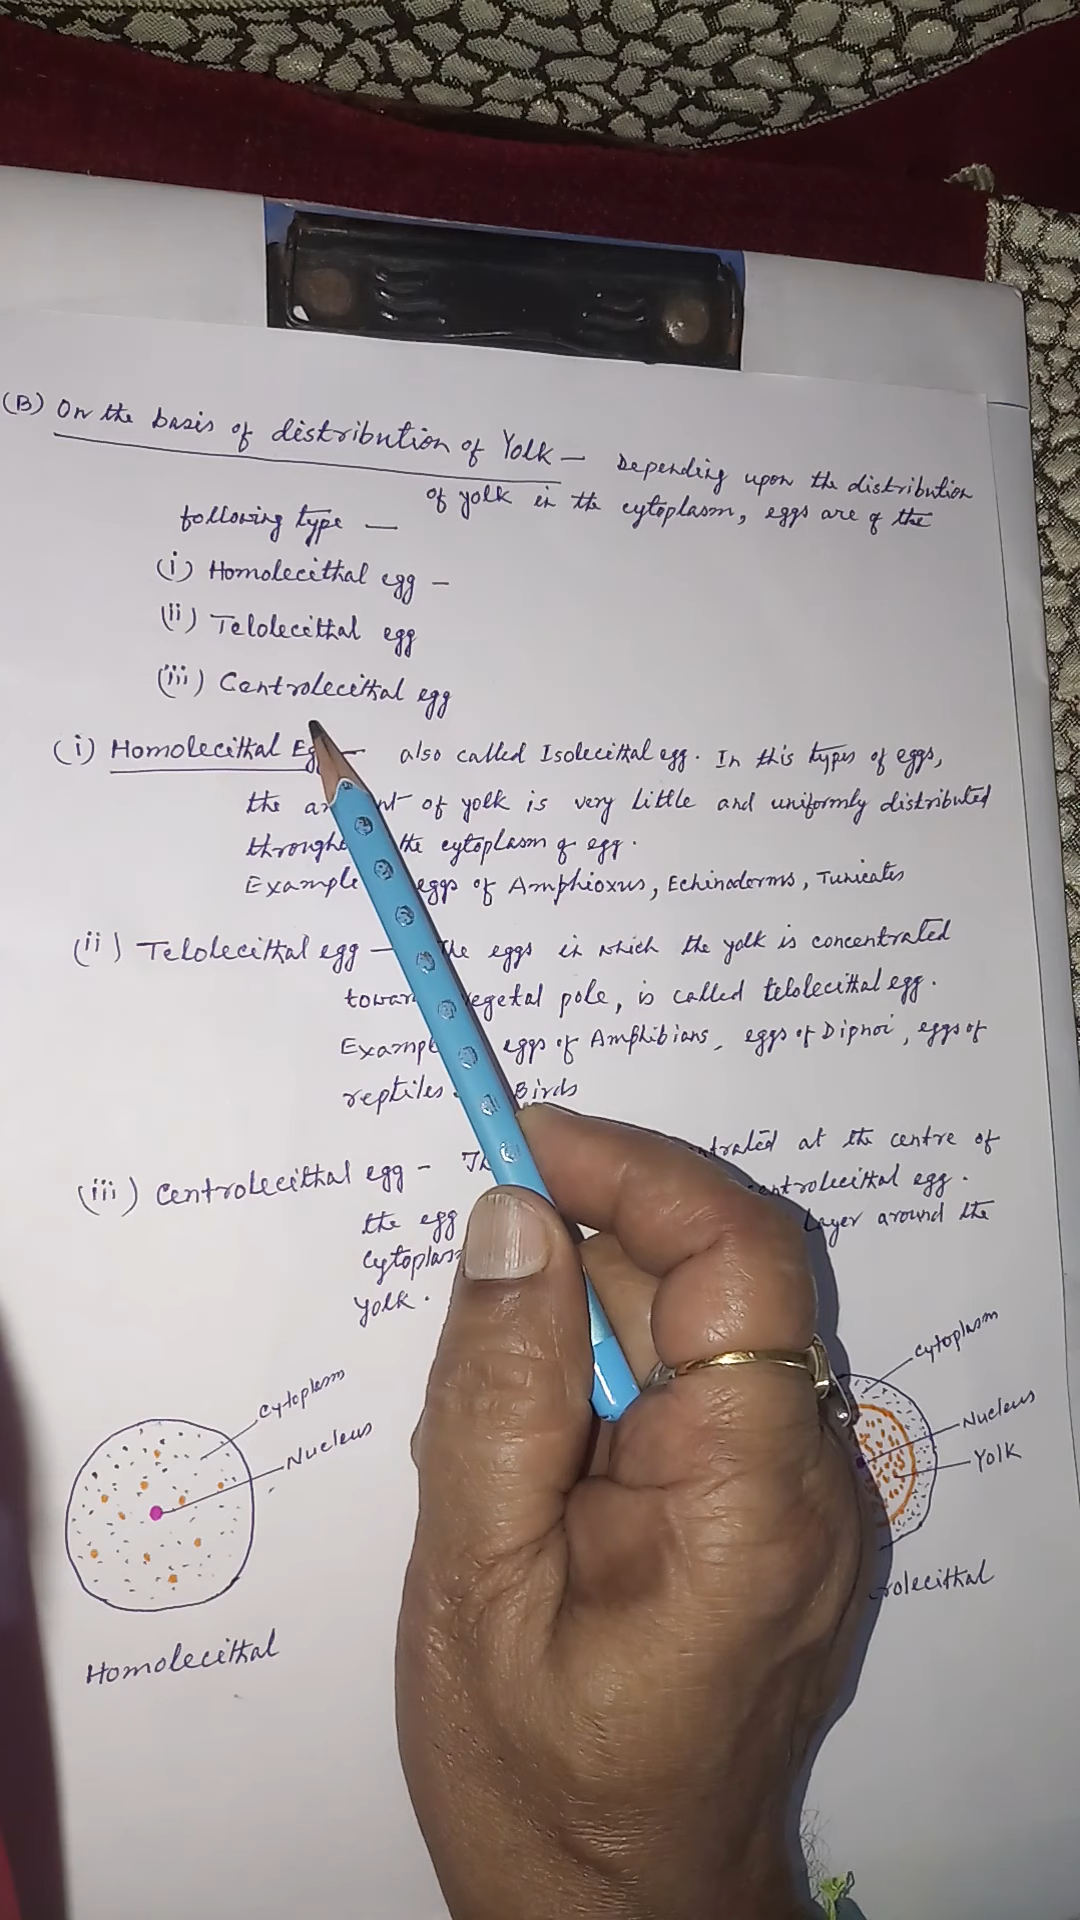 (B) On the basis of distribution of Yolk — Depending upon the distribution
of yolk in the cytoplasm, eggs are of the
following type —
(i) Homolecithal egg –
(ii) Telolecithal egg
(iii) Centrolecithal egg
(i) Homolecithal Eg — also called Isolecithal egg. In this types of eggs,
the of yolk is very little and uniformly distributed
the cytoplasm of egg.
Example eggs of Amphioxus, Echinoderms, Tunicates
(ii) Telolecithal egg — The eggs in which the yolk is concentrated
vegetal pole, is called telolecithal egg.
eggs of Amphibians, eggs of Dipnoi, eggs of
reptiles Birds
(iii) Centrolecithal egg – at the centre of
the egg centrolecithal egg.
layer around the
yolk.
Cytoplasm
Nucleus
Homolecithal
Cytoplasm
Nucleus
Yolk
rolecithal